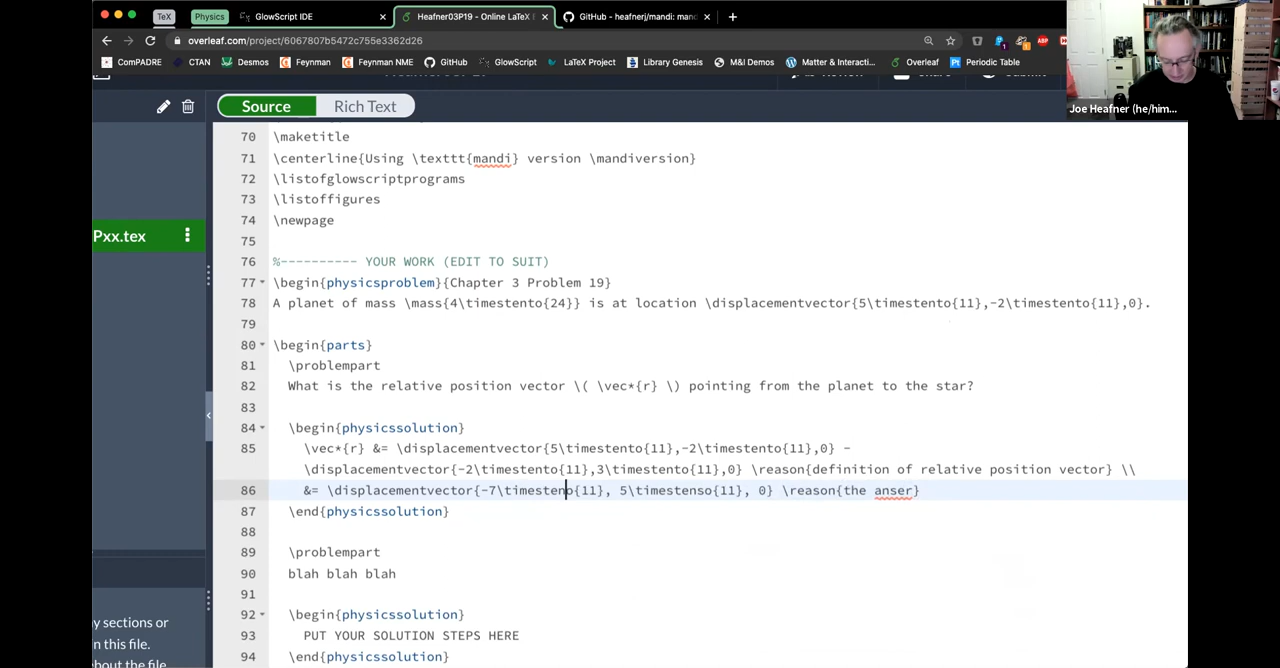 TeX
Physics
GlowScript IDE
Heafner03P19 - Online LaTeX E
GitHub - heafnerj/mandi: mand
overleaf.com/project/6067807b5472c755e3362d26
ComPADRE
CTAN
Desmos
Feynman
Feynman NME
GitHub
GlowScript
LaTeX Project
Library Genesis
M&I Demos
Matter & Interacti...
Overleaf
Periodic Table
Joe Heafner (he/him...
Source
Rich Text
Pxx.tex
70 \maketitle
71 \centerline{Using \texttt{mandi} version \mandiversion}
72 \listofglowscriptprograms
73 \listoffigures
74 \newpage
75
76 %---------- YOUR WORK (EDIT TO SUIT)
77 \begin{physicsproblem}{Chapter 3 Problem 19}
78 A planet of mass \mass{4\timestento{24}} is at location \displacementvector{5\timestento{11},-2\timestento{11},0}.
79
80 \begin{parts}
81 \problempart
82 What is the relative position vector \( \vec*{r} \) pointing from the planet to the star?
83
84 \begin{physicssolution}
85 \vec*{r} &= \displacementvector{5\timestento{11},-2\timestento{11},0} -
\displacementvector{-2\timestento{11},3\timestento{11},0} \reason{definition of relative position vector} \\
86 &= \displacementvector{-7\timesteno{11}, 5\timestenso{11}, 0} \reason{the anser}
87 \end{physicssolution}
88
89 \problempart
90 blah blah blah
91
92 \begin{physicssolution}
93 PUT YOUR SOLUTION STEPS HERE
94 \end{physicssolution}
y sections or
n this file.